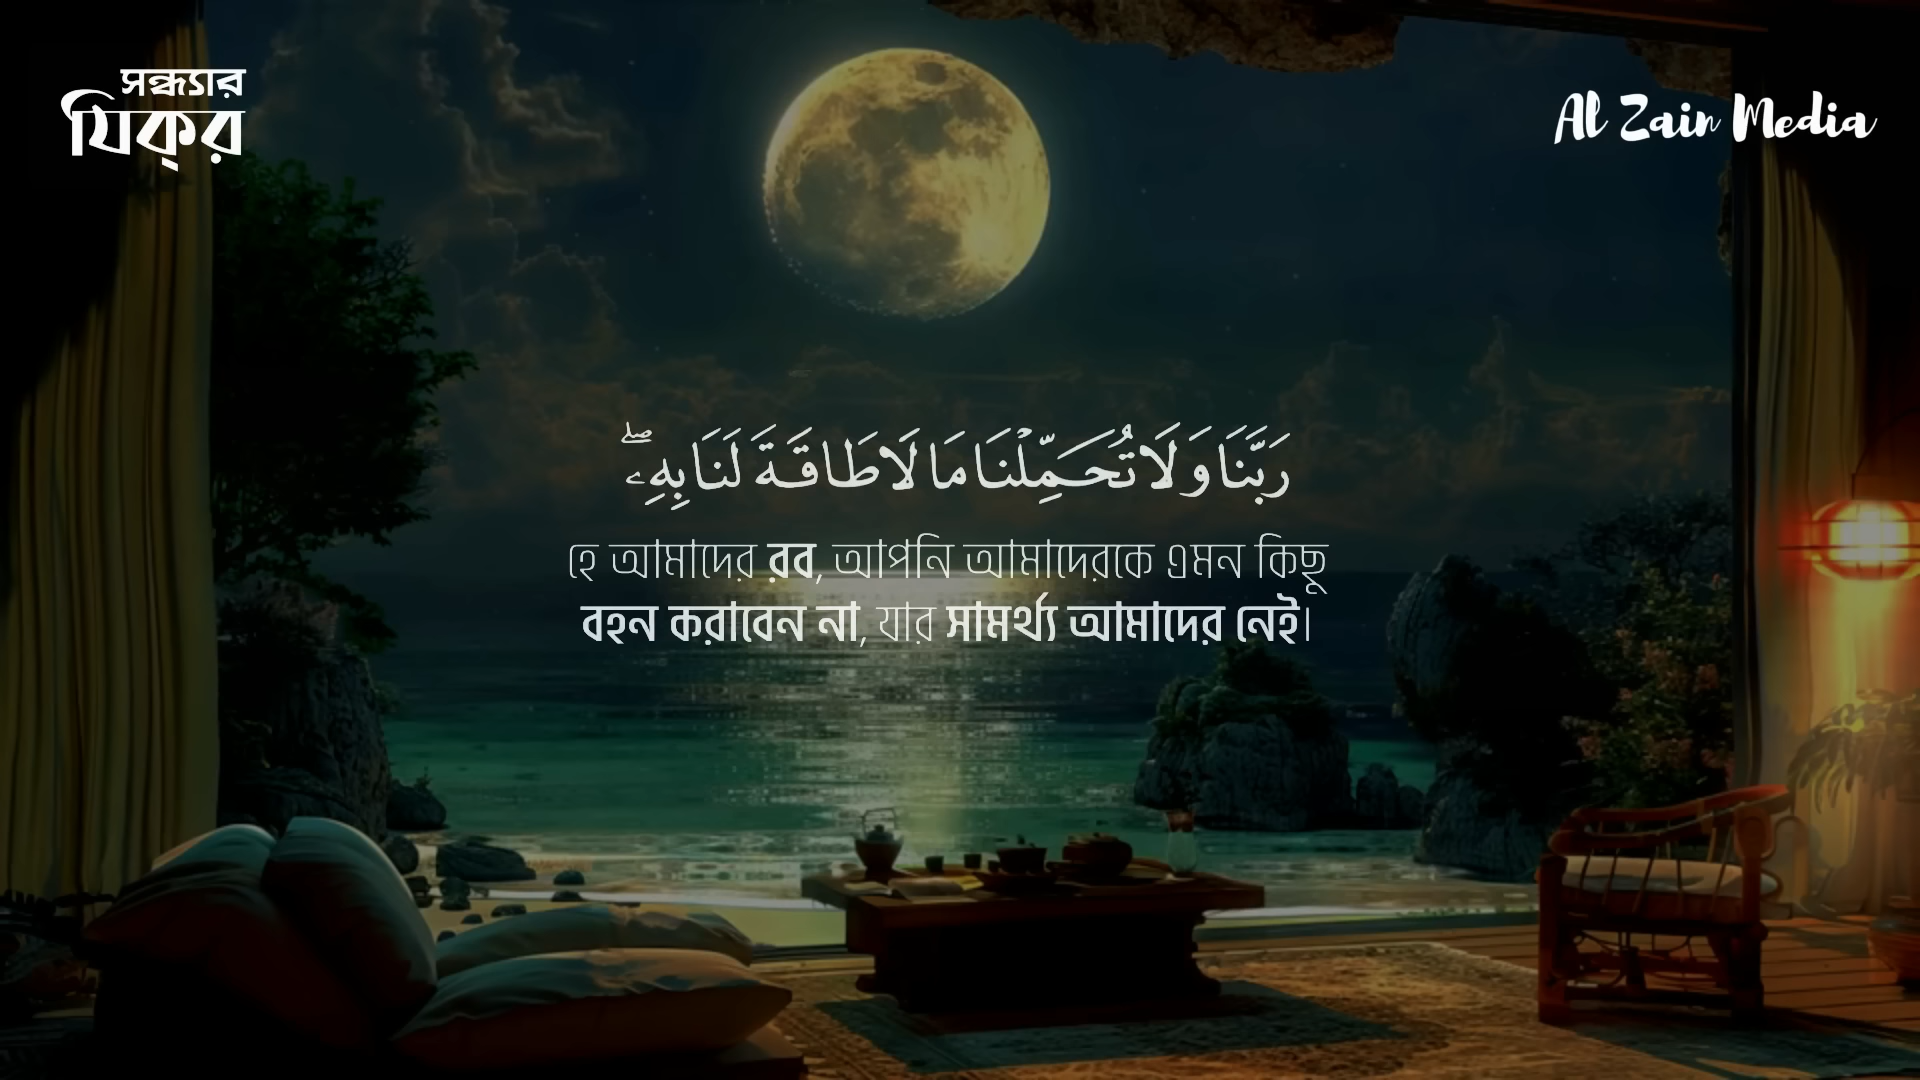 সন্ধ্যার
যিক্‌র
Al Zain Media
رَبَّنَا وَلَا تُحَمِّلْنَا مَا لَا طَاقَةَ لَنَا بِهِۦۖ
হে আমাদের রব, আপনি আমাদেরকে এমন কিছু
বহন করাবেন না, যার সামর্থ্য আমাদের নেই।